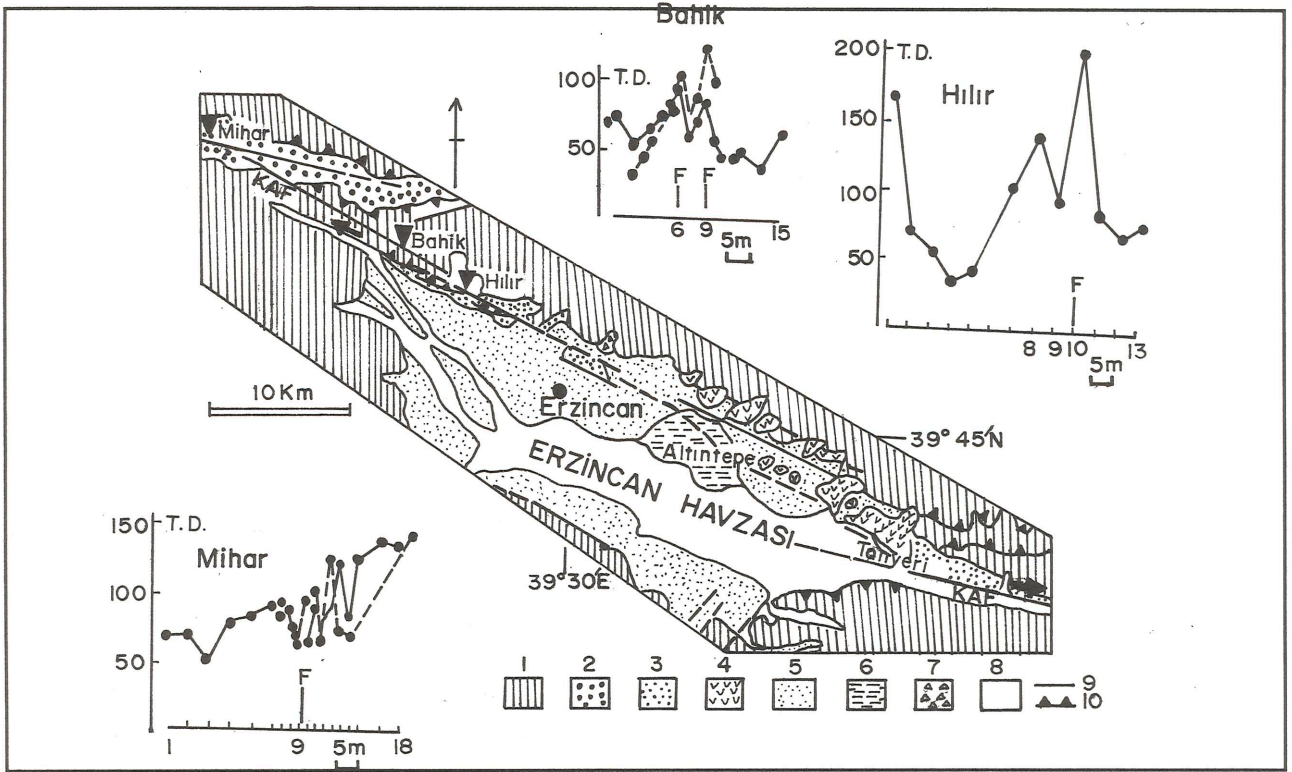 Bahik
100
T.D.
50
F F
6 9 15
5m
200
T.D.
Hılır
150
100
50
F
8 9 10 13
5m
Mihar
KAF
Bahik
Hılır
10 Km
Erzincan
39° 45'N
Altıntepe
ERZİNCAN HAVZASI
Tanyeri
39° 30'E
KAF
150
T.D.
Mihar
100
50
F
1 9 18
5m
1 2 3 4 5 6 7 8
9
10